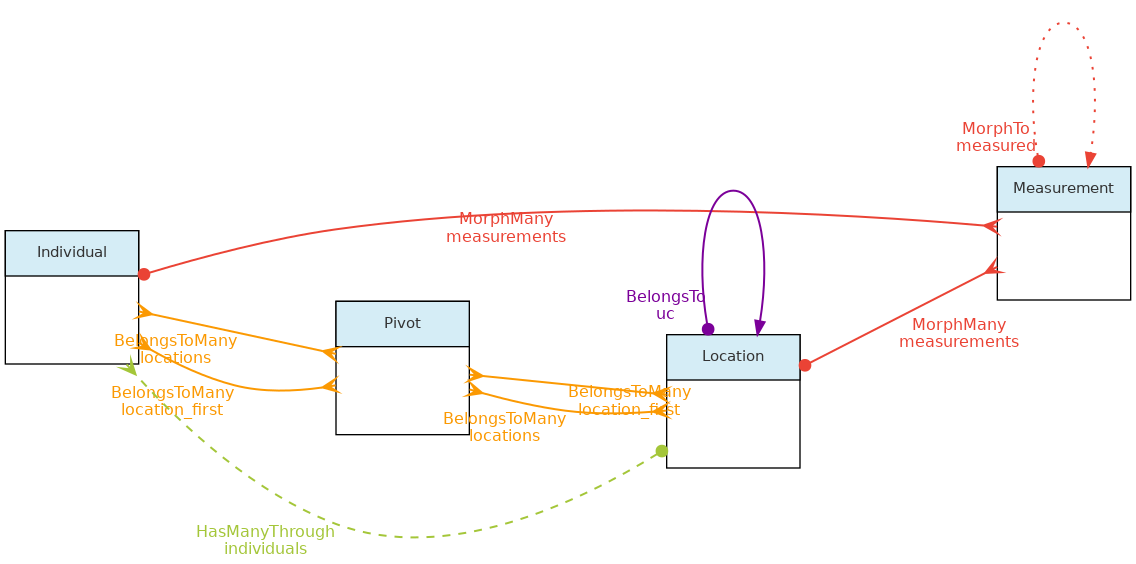 MorphTo
measured
Measurement
MorphMany
measurements
Individual
BelongsTo
uc
Pivot
MorphMany
measurements
BelongsToMany
locations
Location
BelongsToMany
location_first
BelongsToMany
location_first
BelongsToMany
locations
HasManyThrough
individuals